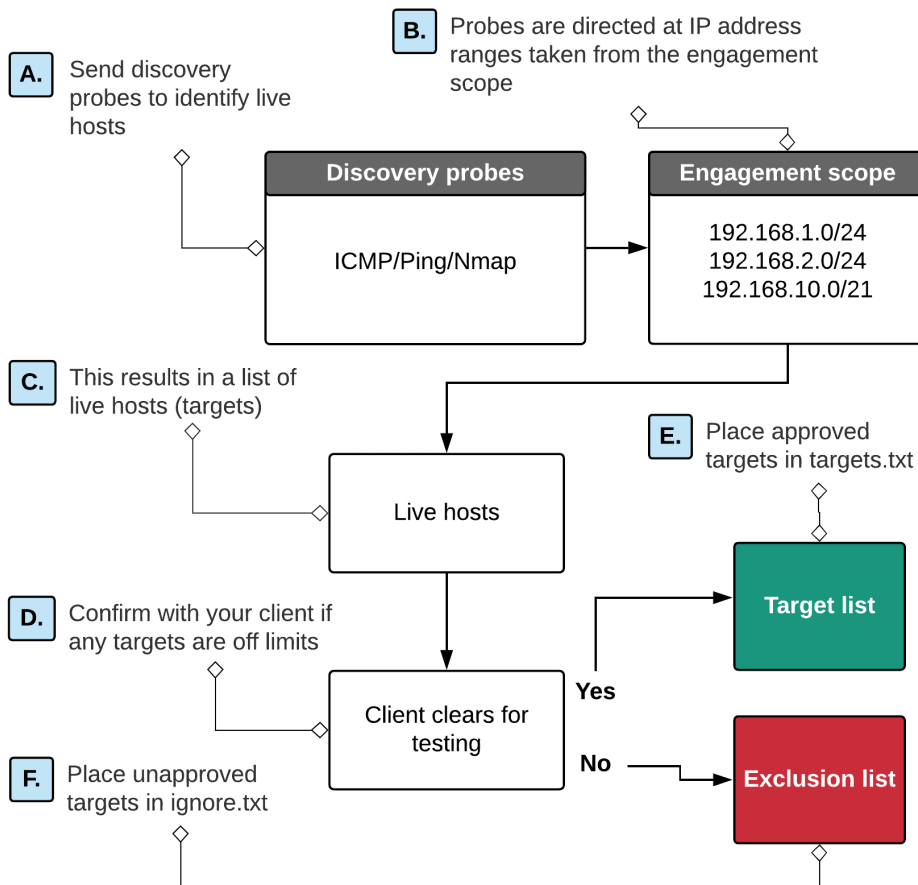 A.
Send discovery
probes to identify live
hosts
B.
Probes are directed at IP address
ranges taken from the engagement
scope
Discovery probes
ICMP/Ping/Nmap
Engagement scope
192.168.1.0/24
192.168.2.0/24
192.168.10.0/21
C.
This results in a list of
live hosts (targets)
Live hosts
D.
Confirm with your client if
any targets are off limits
Client clears for
testing
Yes
No
E.
Place approved
targets in targets.txt
Target list
Exclusion list
F.
Place unapproved
targets in ignore.txt